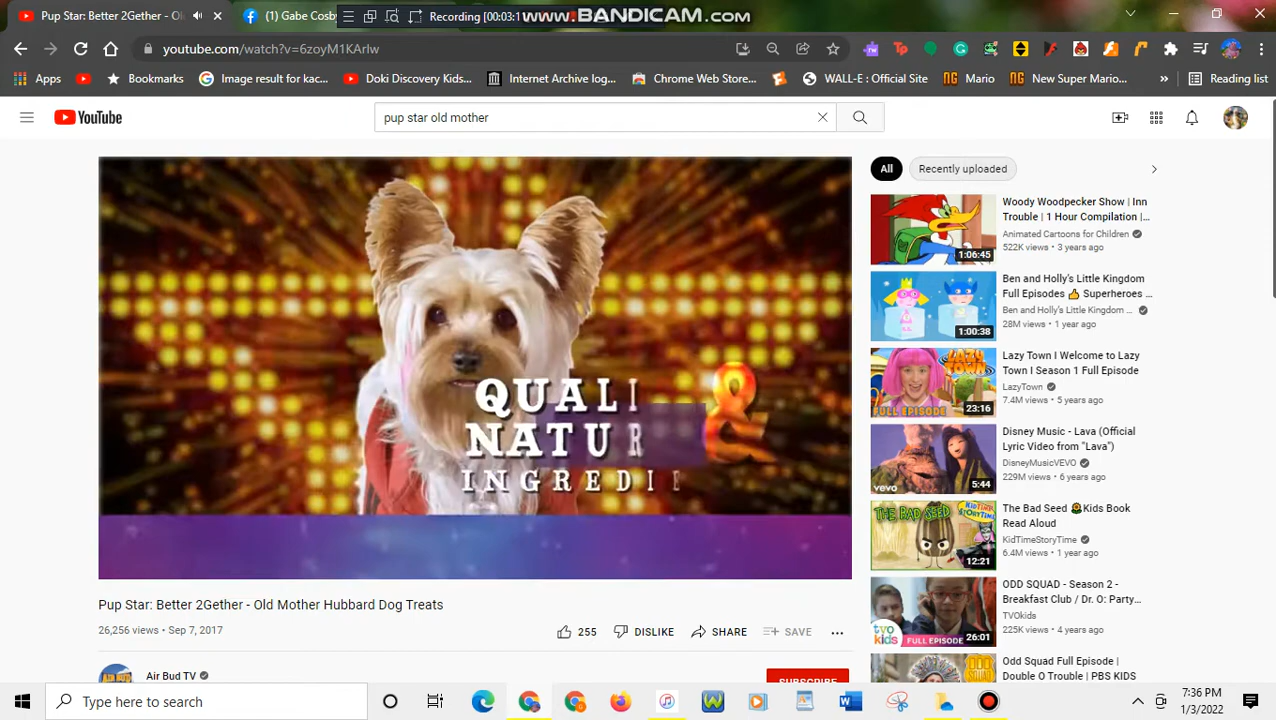 Pup Star: Better 2Gether - Old M
(1) Gabe Cosby
Recording [00:03:1
WWW.BANDICAM.COM
youtube.com/watch?v=6zoyM1KArIw
Apps
Bookmarks
Image result for kac...
Doki Discovery Kids...
Internet Archive log...
Chrome Web Store...
WALL-E : Official Site
Mario
New Super Mario...
Reading list
YouTube
pup star old mother
All
Recently uploaded
QUALI
&
NATUR
INGREDIE
Woody Woodpecker Show | Inn
Trouble | 1 Hour Compilation |...
Animated Cartoons for Children
522K views • 3 years ago
1:06:45
Ben and Holly's Little Kingdom
Full Episodes 👍 Superheroes ...
Ben and Holly's Little Kingdom ...
28M views • 1 year ago
1:00:38
Lazy Town I Welcome to Lazy
Town I Season 1 Full Episode
LazyTown
7.4M views • 5 years ago
LAZY TOWN
FULL EPISODE
23:16
Disney Music - Lava (Official
Lyric Video from "Lava")
DisneyMusicVEVO
229M views • 6 years ago
vevo
5:44
The Bad Seed 🌻Kids Book
Read Aloud
KidTimeStoryTime
6.4M views • 1 year ago
THE BAD SEED
KIDTIME
STORYTIME
12:21
ODD SQUAD - Season 2 -
Breakfast Club / Dr. O: Party...
TVOkids
225K views • 4 years ago
tvo
kids
FULL EPISODE
26:01
Odd Squad Full Episode |
Double O Trouble | PBS KIDS
Pup Star: Better 2Gether - Old Mother Hubbard Dog Treats
26,256 views • Sep 7, 2017
255
DISLIKE
SHARE
SAVE
Air Bud TV
SUBSCRIBE
Type here to search
7:36 PM
1/3/2022